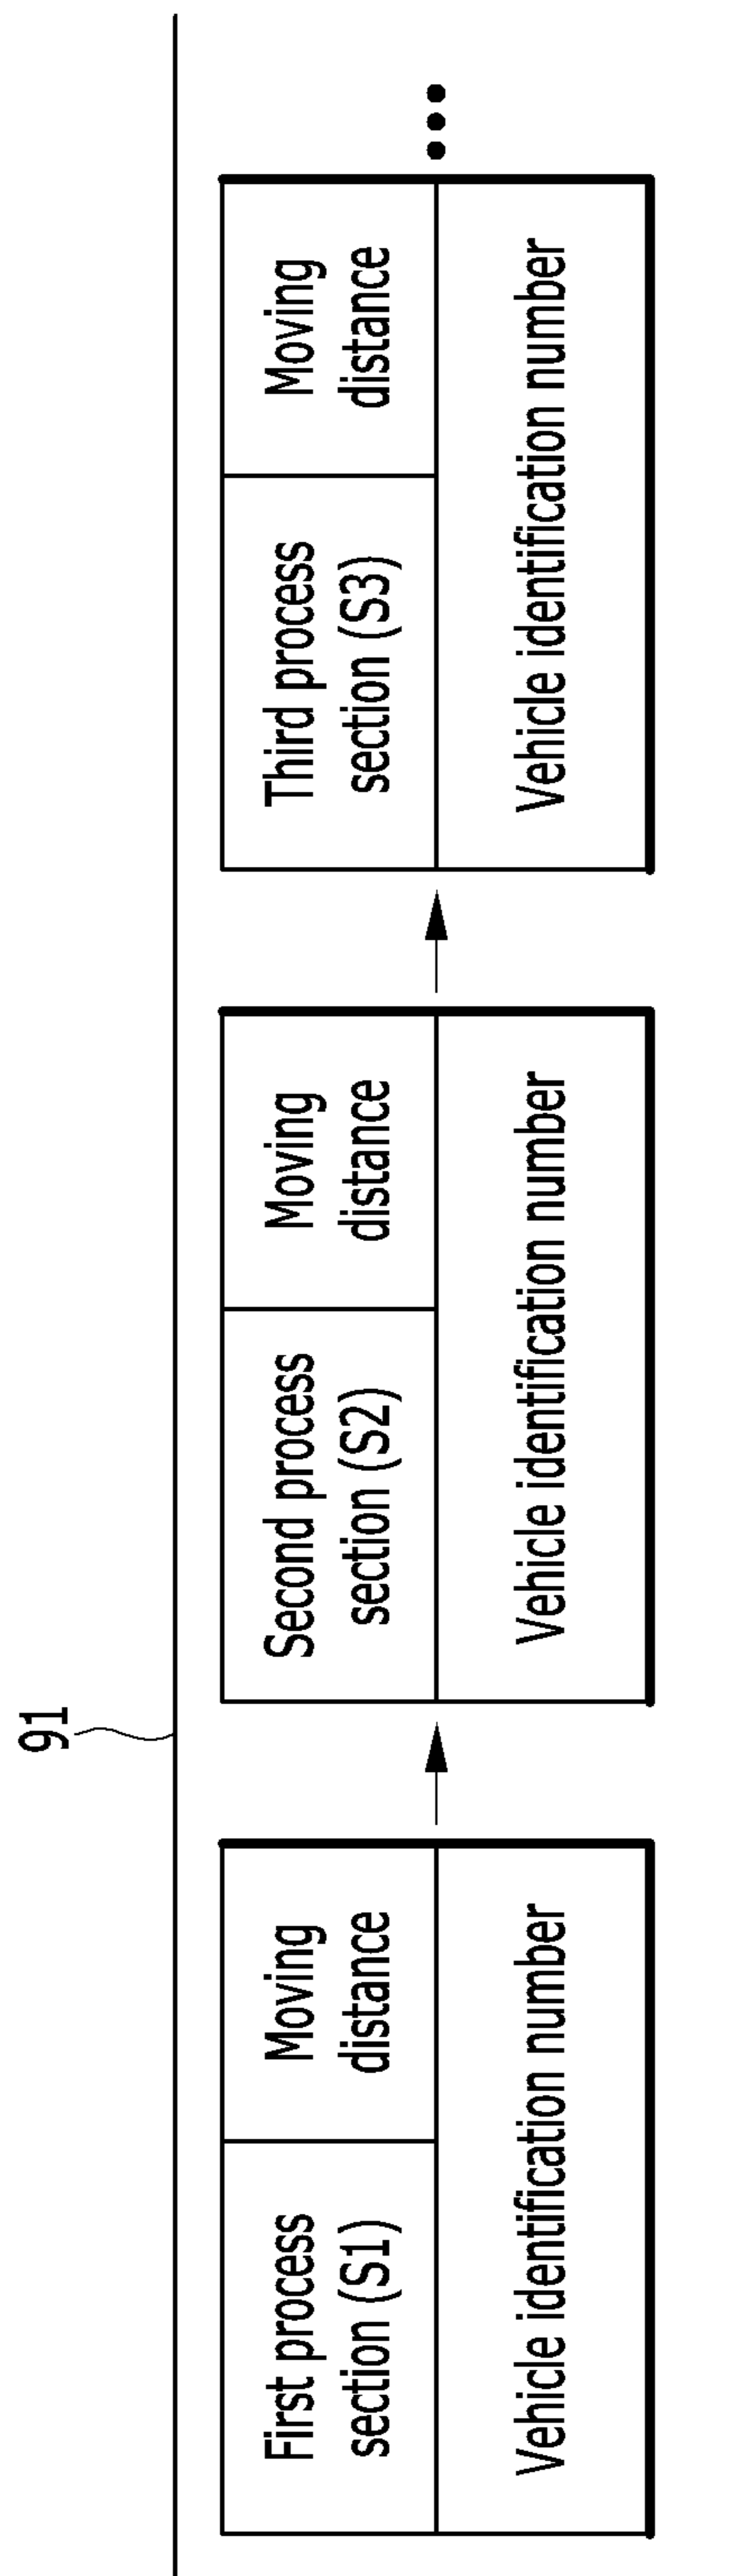 91
First process
section (S1)
Moving
distance
Vehicle identification number
Second process
section (S2)
Moving
distance
Vehicle identification number
Third process
section (S3)
Moving
distance
Vehicle identification number